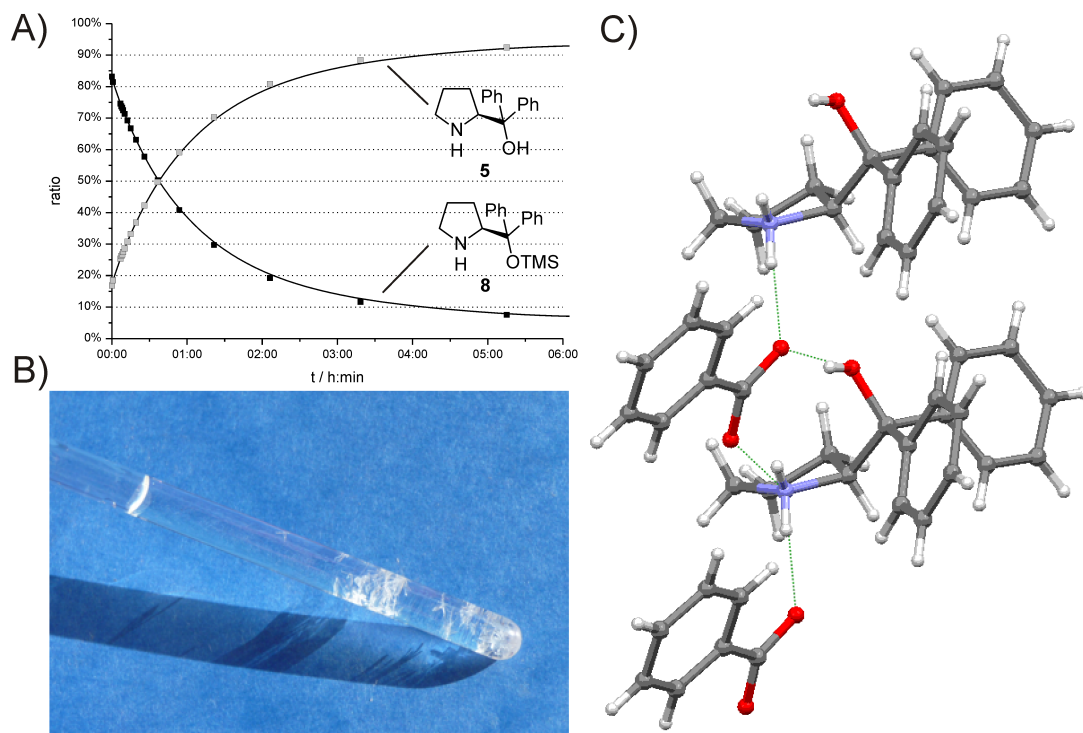 A)
100%
90%
80%
70%
60%
50%
40%
30%
20%
10%
0%
ratio
00:00 01:00 02:00 03:00 04:00 05:00 06:00
t / h:min
Ph
Ph
N
H
OH
5
Ph
Ph
N
H
OTMS
8
B)
C)